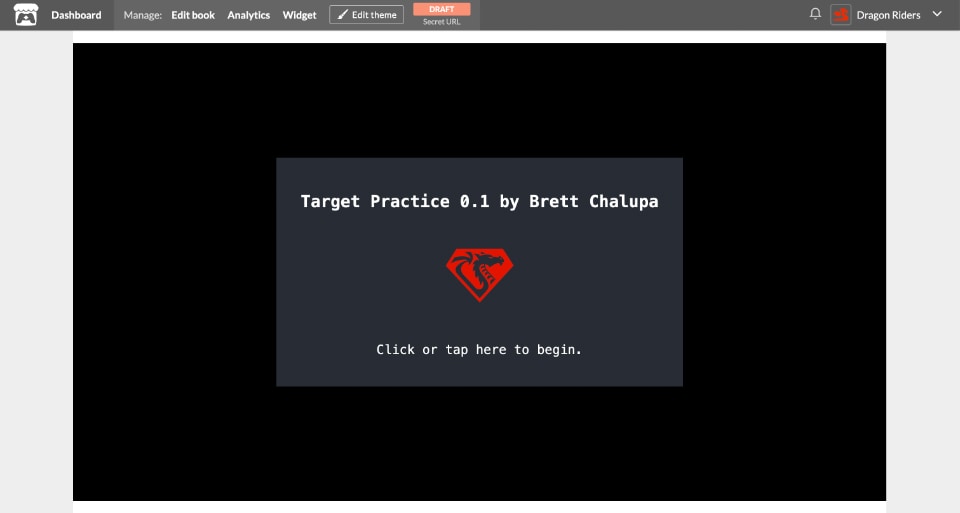 Dashboard
Manage: Edit book Analytics Widget Edit theme
DRAFT
Secret URL
Dragon Riders
Target Practice 0.1 by Brett Chalupa
Click or tap here to begin.